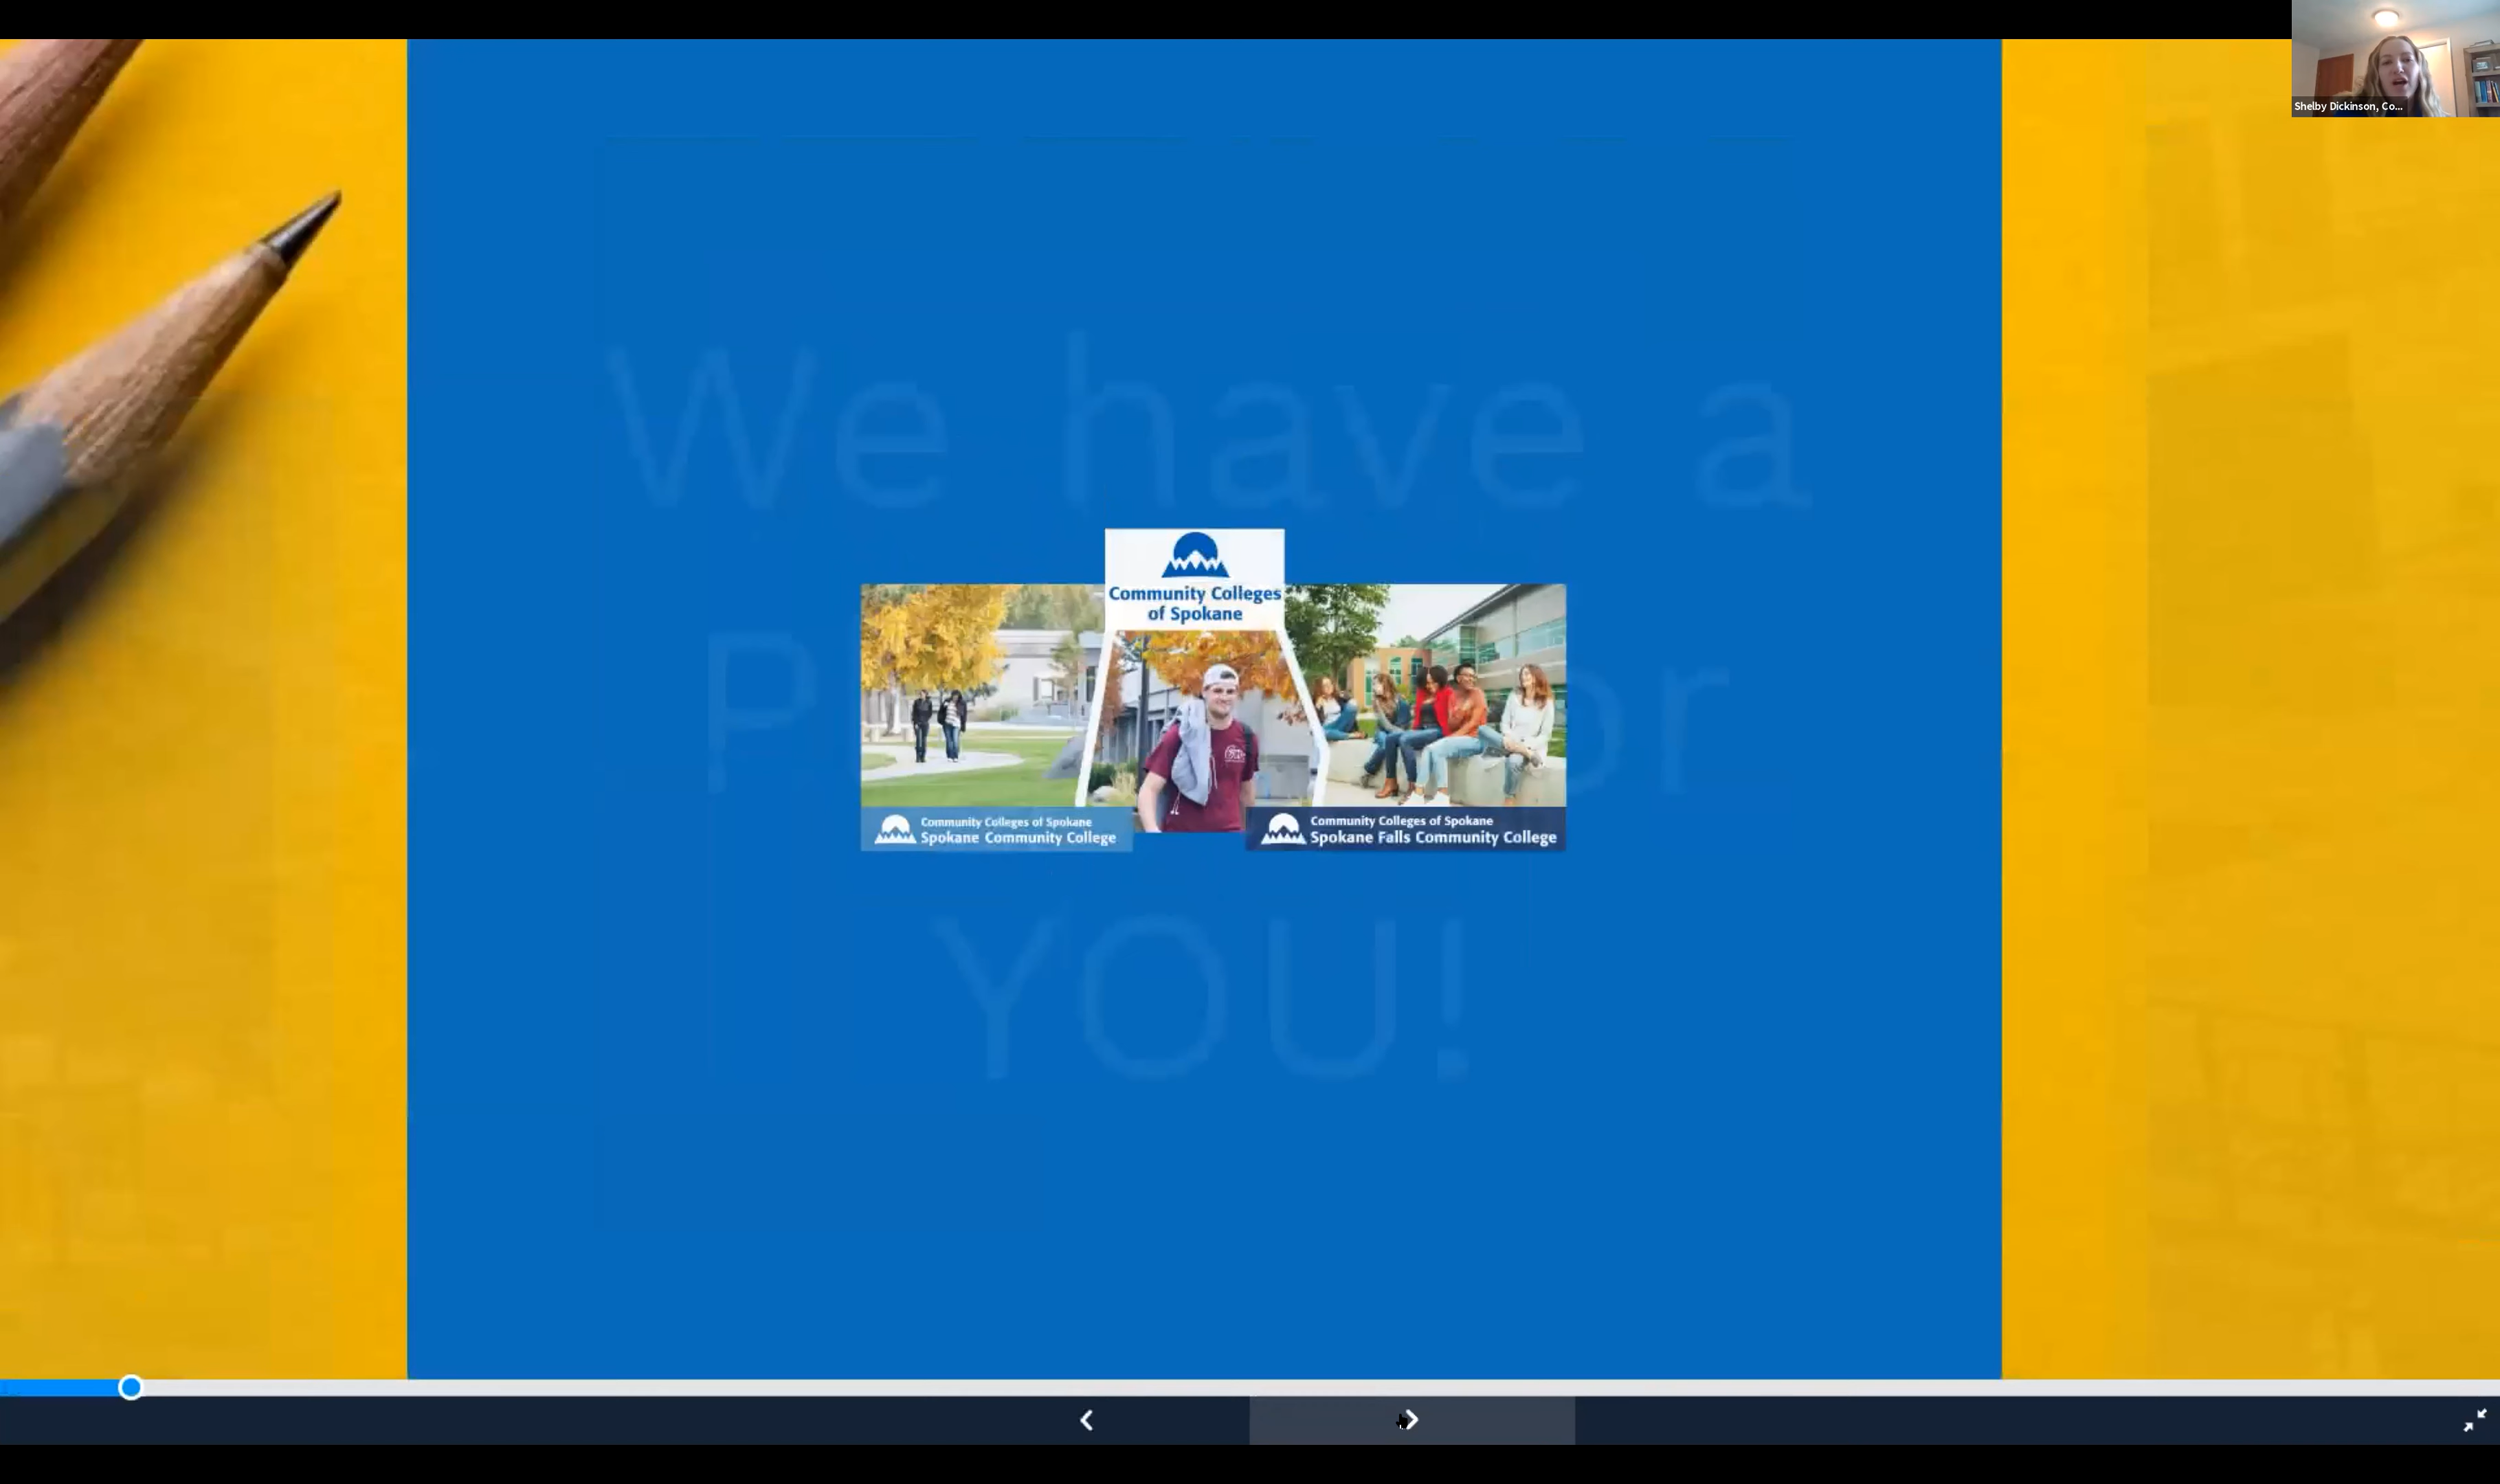 Shelby Dickinson, Co...
We have a
Community Colleges
of Spokane
Community Colleges of Spokane
Spokane Community College
Community Colleges of Spokane
Spokane Falls Community College
YOU!